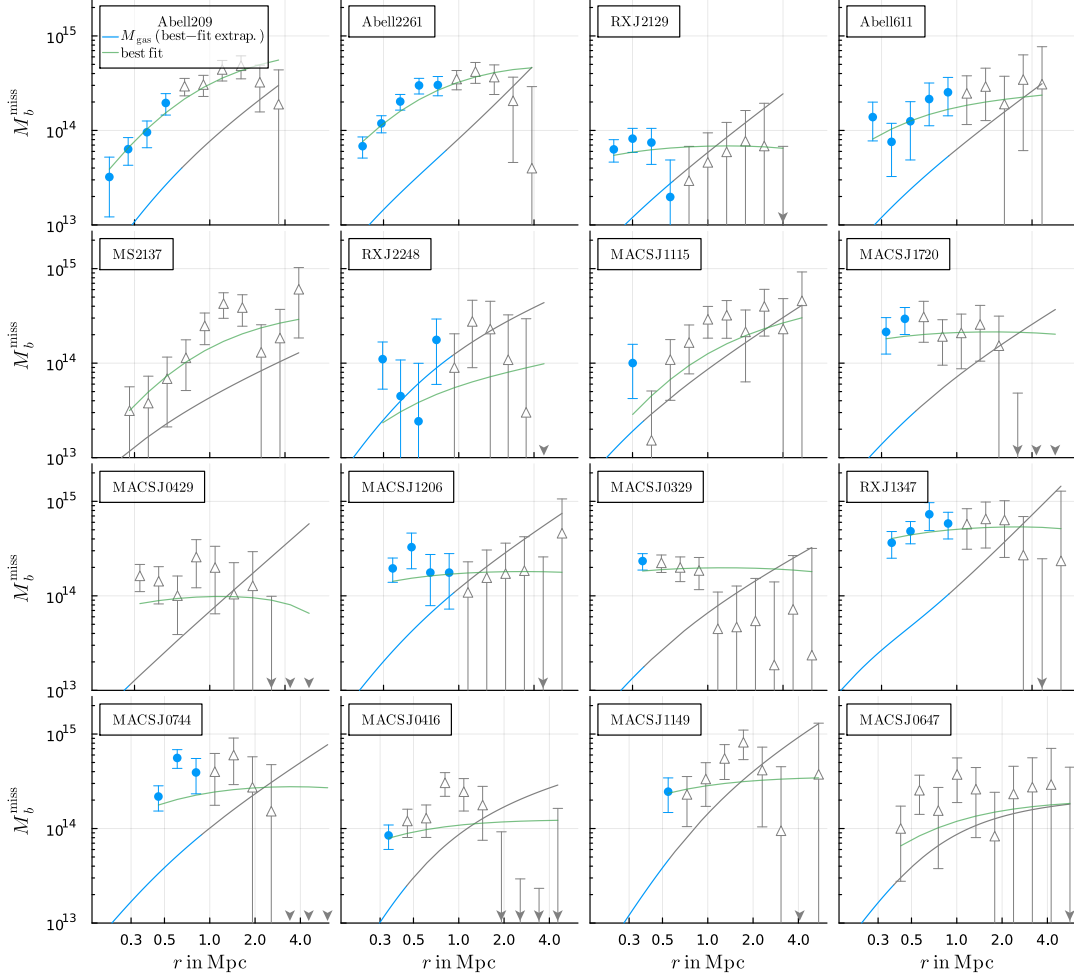 Abell209
M_gas (best−fit extrap.)
best fit
Abell2261
RXJ2129
Abell611
10^15
10^14
10^13
M_b^miss
MS2137
RXJ2248
MACSJ1115
MACSJ1720
10^15
10^14
10^13
M_b^miss
MACSJ0429
MACSJ1206
MACSJ0329
RXJ1347
10^15
10^14
10^13
M_b^miss
MACSJ0744
MACSJ0416
MACSJ1149
MACSJ0647
10^15
10^14
10^13
M_b^miss
0.3 0.5 1.0 2.0 4.0 0.3 0.5 1.0 2.0 4.0 0.3 0.5 1.0 2.0 4.0 0.3 0.5 1.0 2.0 4.0
r in Mpc r in Mpc r in Mpc r in Mpc